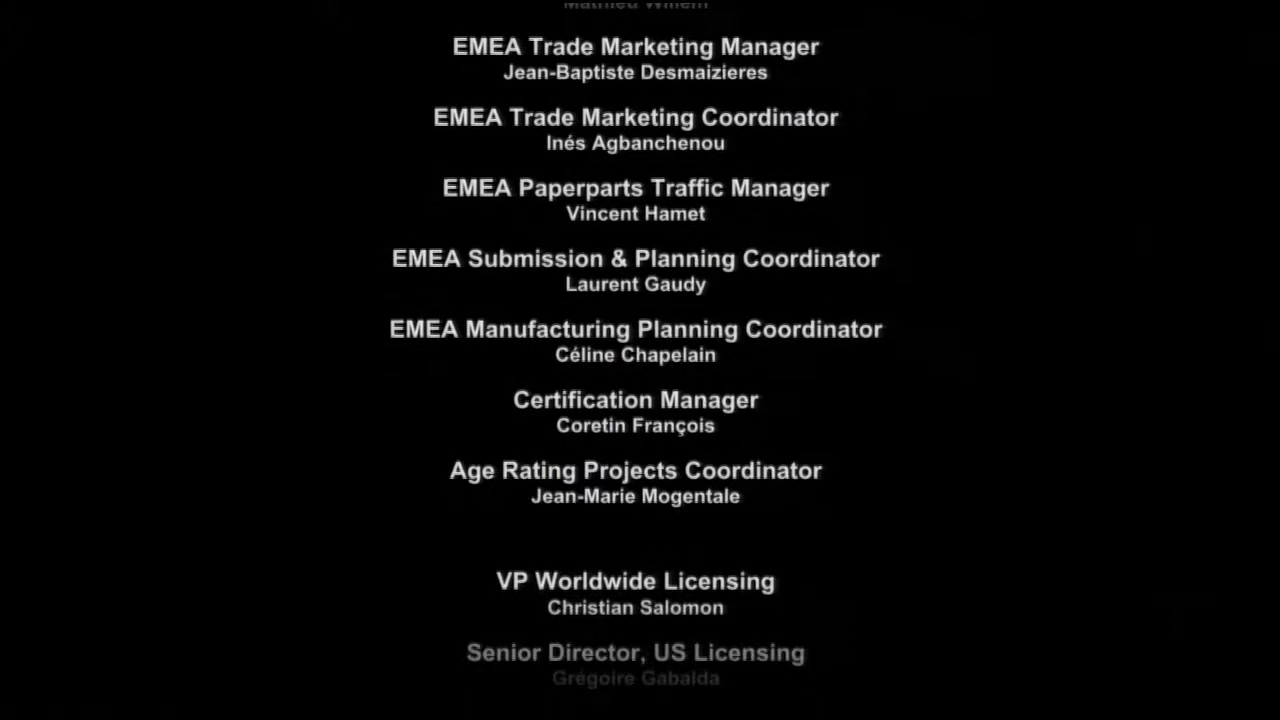 EMEA Trade Marketing Manager
Jean-Baptiste Desmaizieres
EMEA Trade Marketing Coordinator
Inés Agbanchenou
EMEA Paperparts Traffic Manager
Vincent Hamet
EMEA Submission & Planning Coordinator
Laurent Gaudy
EMEA Manufacturing Planning Coordinator
Céline Chapelain
Certification Manager
Coretin François
Age Rating Projects Coordinator
Jean-Marie Mogentale
VP Worldwide Licensing
Christian Salomon
Senior Director, US Licensing
Grégoire Gabalda